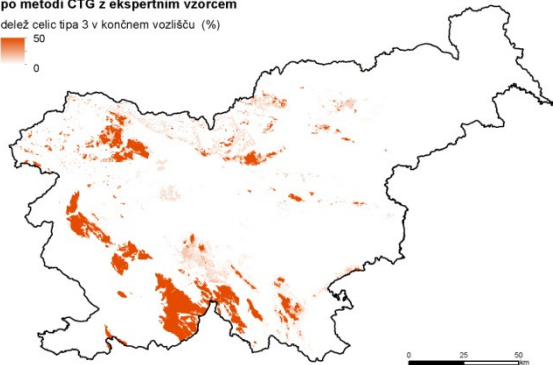 po metodi CTG z ekspertnim vzorcem
delež celic tipa 3 v končnem vozlišču (%)
50
0
0 25 50
km